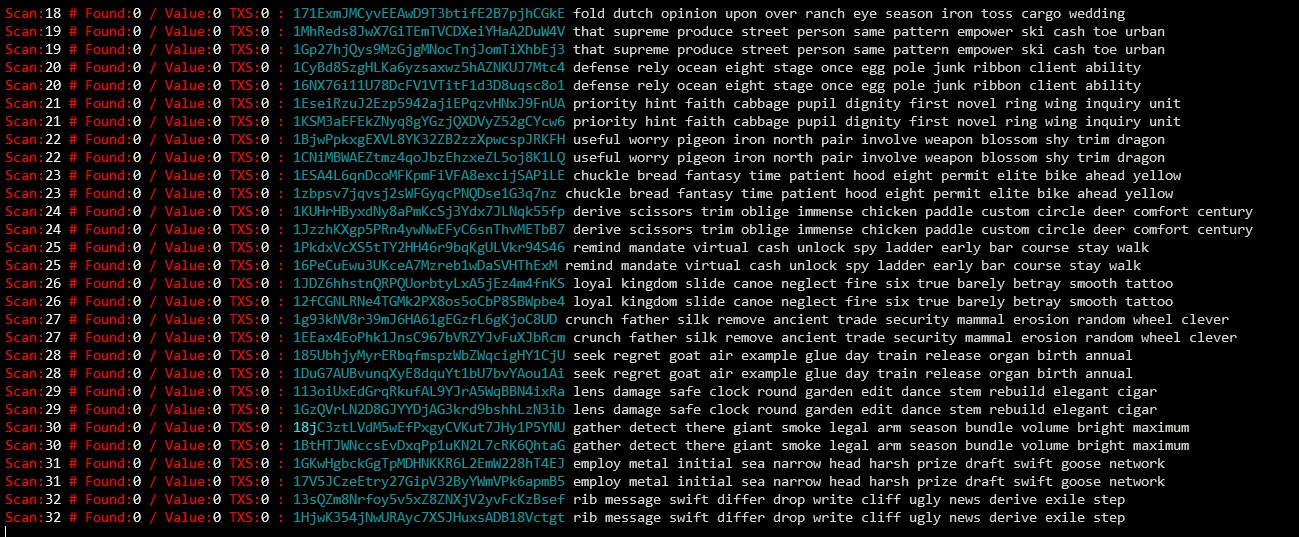 Scan:18 # Found:0 / Value:0 TXS:0 : 171ExmJMCyvEEAwD9T3btifE2B7pjhCGkE fold dutch opinion upon over ranch eye season iron toss cargo wedding
Scan:19 # Found:0 / Value:0 TXS:0 : 1MhReds8JwX7GiTEmTVCDXeiYHaA2DuW4V that supreme produce street person same pattern empower ski cash toe urban
Scan:19 # Found:0 / Value:0 TXS:0 : 1Gp27hjQys9MzGjgMNocTnjJomTiXhbEj3 that supreme produce street person same pattern empower ski cash toe urban
Scan:20 # Found:0 / Value:0 TXS:0 : 1CyBd8SzgHLKa6yzsaxwz5hAZNKUJ7Mtc4 defense rely ocean eight stage once egg pole junk ribbon client ability
Scan:20 # Found:0 / Value:0 TXS:0 : 16NX76i11U78DcFV1VTitF1d3D8uqsc8o1 defense rely ocean eight stage once egg pole junk ribbon client ability
Scan:21 # Found:0 / Value:0 TXS:0 : 1EseiRzuJ2Ezp5942ajiEPqzvHNxJ9FnUA priority hint faith cabbage pupil dignity first novel ring wing inquiry unit
Scan:21 # Found:0 / Value:0 TXS:0 : 1KSM3aEFEkZNyq8gYGzjQXDVyZ52gCYcw6 priority hint faith cabbage pupil dignity first novel ring wing inquiry unit
Scan:22 # Found:0 / Value:0 TXS:0 : 1BjwPpkxgEXVL8YK32ZB2zzXpwcspJRKFH useful worry pigeon iron north pair involve weapon blossom shy trim dragon
Scan:22 # Found:0 / Value:0 TXS:0 : 1CNiMBWAEZtmz4qoJbzEhzxeZL5oj8K1LQ useful worry pigeon iron north pair involve weapon blossom shy trim dragon
Scan:23 # Found:0 / Value:0 TXS:0 : 1ESA4L6qnDcoMFKpmFiVFA8excijSAPiLE chuckle bread fantasy time patient hood eight permit elite bike ahead yellow
Scan:23 # Found:0 / Value:0 TXS:0 : 1zbpsv7jqvsj2sWFGyqcPNQDse1G3q7nz chuckle bread fantasy time patient hood eight permit elite bike ahead yellow
Scan:24 # Found:0 / Value:0 TXS:0 : 1KUHrHByxdNy8aPmKcSj3Ydx7JLNqk55fp derive scissors trim oblige immense chicken paddle custom circle deer comfort century
Scan:24 # Found:0 / Value:0 TXS:0 : 1JzzhKXgp5PRn4ywNwEFyC6snThvMETbB7 derive scissors trim oblige immense chicken paddle custom circle deer comfort century
Scan:25 # Found:0 / Value:0 TXS:0 : 1PkdxVcXS5tTY2HH46r9bqKgULVkr94S46 remind mandate virtual cash unlock spy ladder early bar course stay walk
Scan:25 # Found:0 / Value:0 TXS:0 : 16PeCuEwu3UKceA7Mzreb1wDaSVHThExM remind mandate virtual cash unlock spy ladder early bar course stay walk
Scan:26 # Found:0 / Value:0 TXS:0 : 1JDZ6hhstnQRPQUorbtyLxA5jEz4m4fnKS loyal kingdom slide canoe neglect fire six true barely betray smooth tattoo
Scan:26 # Found:0 / Value:0 TXS:0 : 12fCGNLRNe4TGMk2PX8os5oCbP8SBWpbe4 loyal kingdom slide canoe neglect fire six true barely betray smooth tattoo
Scan:27 # Found:0 / Value:0 TXS:0 : 1g93kNV8r39mJ6HA61gEGzfL6gKjoC8UD crunch father silk remove ancient trade security mammal erosion random wheel clever
Scan:27 # Found:0 / Value:0 TXS:0 : 1EEax4EoPhk1JnsC967bVRZYJvFuXJbRcm crunch father silk remove ancient trade security mammal erosion random wheel clever
Scan:28 # Found:0 / Value:0 TXS:0 : 185UbhjyMyrERbqfmspzWbZWqcigHY1CjU seek regret goat air example glue day train release organ birth annual
Scan:28 # Found:0 / Value:0 TXS:0 : 1DuG7AUBvunqXyE8dquYt1bU7bvYAou1Ai seek regret goat air example glue day train release organ birth annual
Scan:29 # Found:0 / Value:0 TXS:0 : 113oiUxEdGrqRkufAL9YJrA5WqBBN4ixRa lens damage safe clock round garden edit dance stem rebuild elegant cigar
Scan:29 # Found:0 / Value:0 TXS:0 : 1GzQVrLN2D8GJYYDjAG3krd9bshhLzN3ib lens damage safe clock round garden edit dance stem rebuild elegant cigar
Scan:30 # Found:0 / Value:0 TXS:0 : 18jC3ztLVdM5wEfPxgyCVKut7JHy1P5YNU gather detect there giant smoke legal arm season bundle volume bright maximum
Scan:30 # Found:0 / Value:0 TXS:0 : 1BtHTJWNccsEvDxqPp1uKN2L7cRK6QhtaG gather detect there giant smoke legal arm season bundle volume bright maximum
Scan:31 # Found:0 / Value:0 TXS:0 : 1GKwHgbckGgTpMDHNKKR6L2EmW228hT4EJ employ metal initial sea narrow head harsh prize draft swift goose network
Scan:31 # Found:0 / Value:0 TXS:0 : 17V5JCzeEtry27GipV32ByYWmVPk6apmB5 employ metal initial sea narrow head harsh prize draft swift goose network
Scan:32 # Found:0 / Value:0 TXS:0 : 13sQZm8Nrfoy5v5xZ8ZNXjV2yvFcKzBsef rib message swift differ drop write cliff ugly news derive exile step
Scan:32 # Found:0 / Value:0 TXS:0 : 1HjwK354jNwURAyc7XSJHuxsADB18Vctgt rib message swift differ drop write cliff ugly news derive exile step